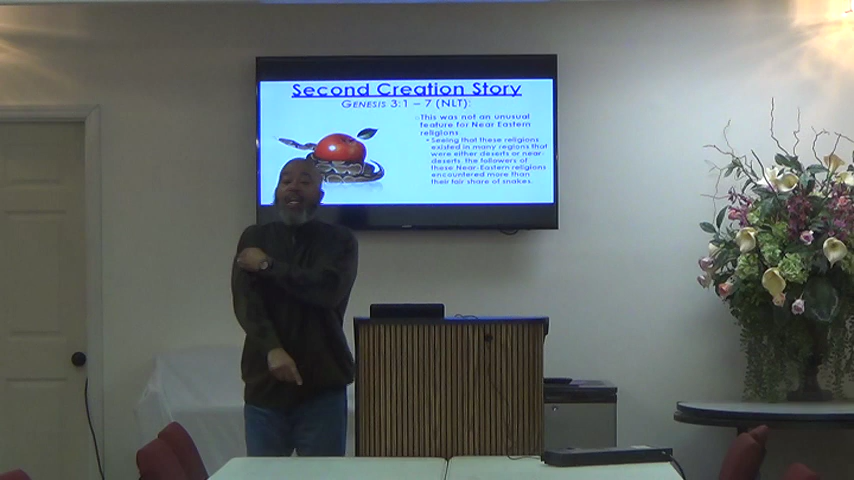 Second Creation Story
GENESIS 3:1 – 7 (NLT):
This was not an unusual
feature for Near Eastern
religions
Seeing that these religions
existed in many regions that
were either deserts or near-
deserts, the followers of
these Near-Eastern religions
encountered more than
their fair share of snakes.